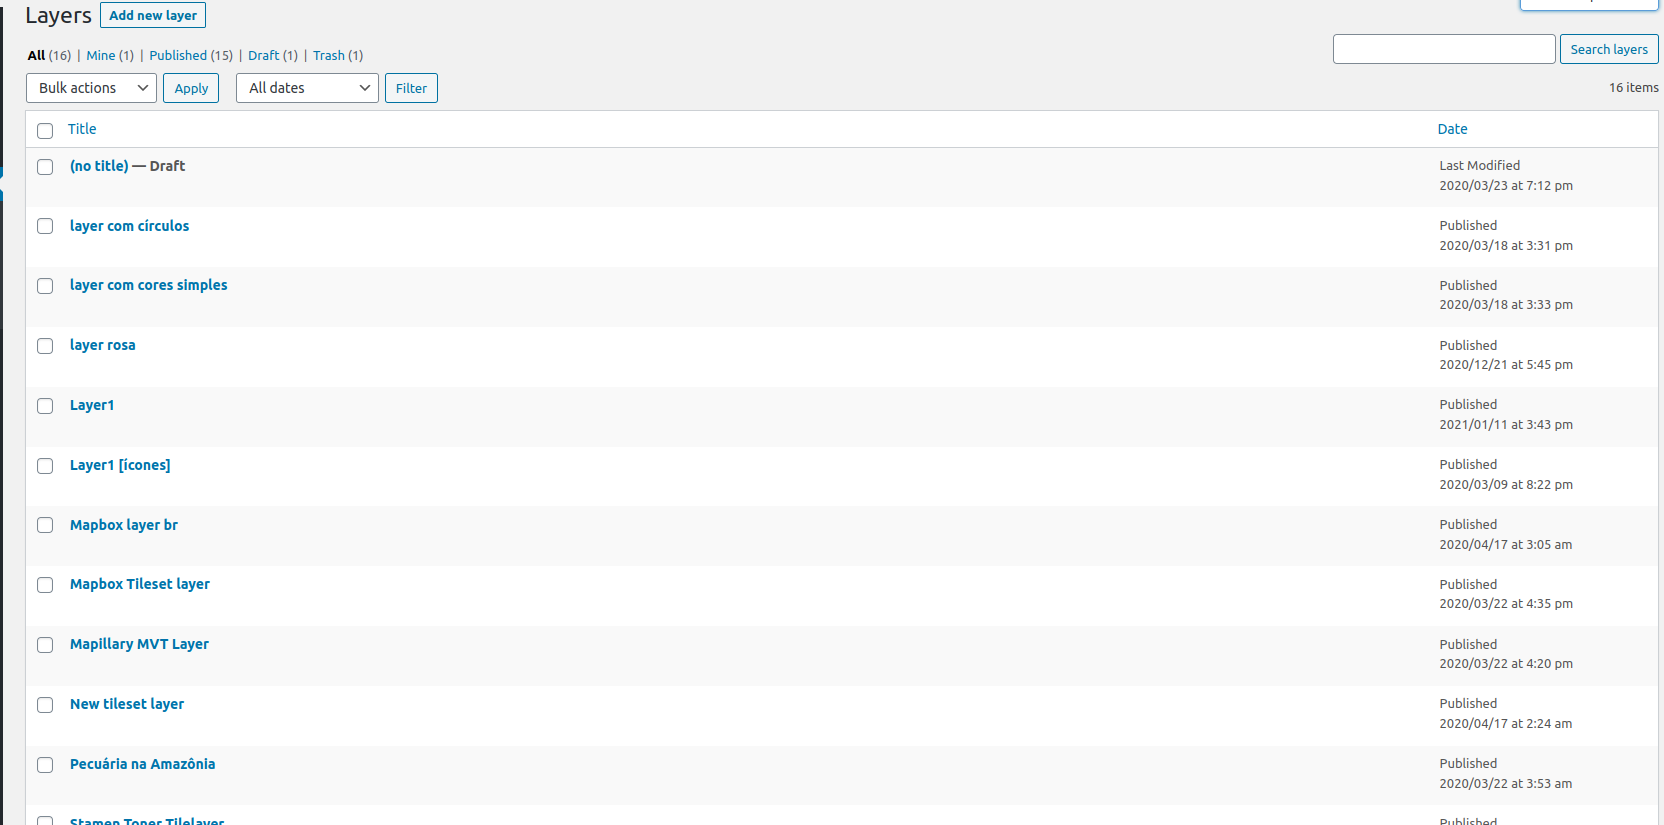 Layers Add new layer
All (16) | Mine (1) | Published (15) | Draft (1) | Trash (1)
Search layers
Bulk actions Apply All dates Filter 16 items
Title Date
(no title) — Draft Last Modified
2020/03/23 at 7:12 pm
layer com círculos Published
2020/03/18 at 3:31 pm
layer com cores simples Published
2020/03/18 at 3:33 pm
layer rosa Published
2020/12/21 at 5:45 pm
Layer1 Published
2021/01/11 at 3:43 pm
Layer1 [ícones] Published
2020/03/09 at 8:22 pm
Mapbox layer br Published
2020/04/17 at 3:05 am
Mapbox Tileset layer Published
2020/03/22 at 4:35 pm
Mapillary MVT Layer Published
2020/03/22 at 4:20 pm
New tileset layer Published
2020/04/17 at 2:24 am
Pecuária na Amazônia Published
2020/03/22 at 3:53 am
Stamen Toner Tilelayer Published